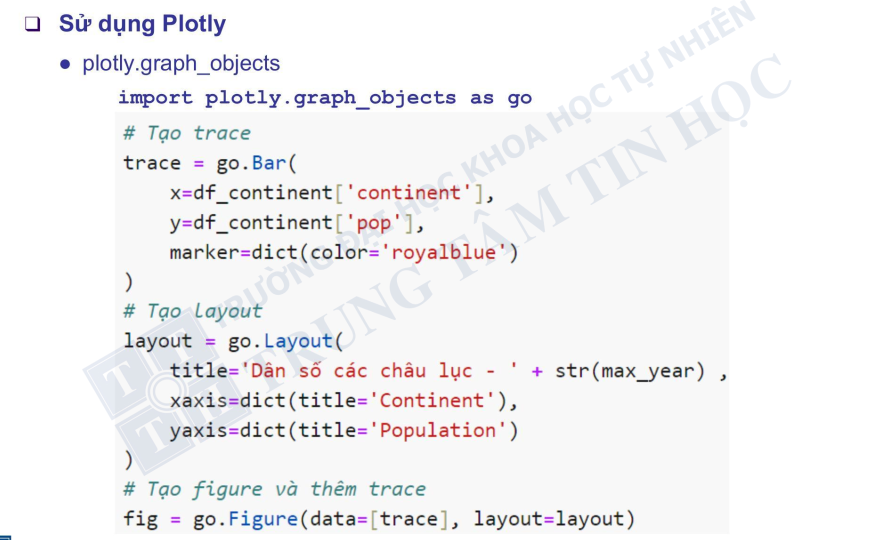 Sử dụng Plotly
plotly.graph_objects
import plotly.graph_objects as go
# Tạo trace
trace = go.Bar(
    x=df_continent['continent'],
    y=df_continent['pop'],
    marker=dict(color='royalblue')
)
# Tạo Layout
layout = go.Layout(
    title='Dân số các châu lục - ' + str(max_year) ,
    xaxis=dict(title='Continent'),
    yaxis=dict(title='Population')
)
# Tạo figure và thêm trace
fig = go.Figure(data=[trace], layout=layout)
TRƯỜNG ĐẠI HỌC KHOA HỌC TỰ NHIÊN
TRUNG TÂM TIN HỌC